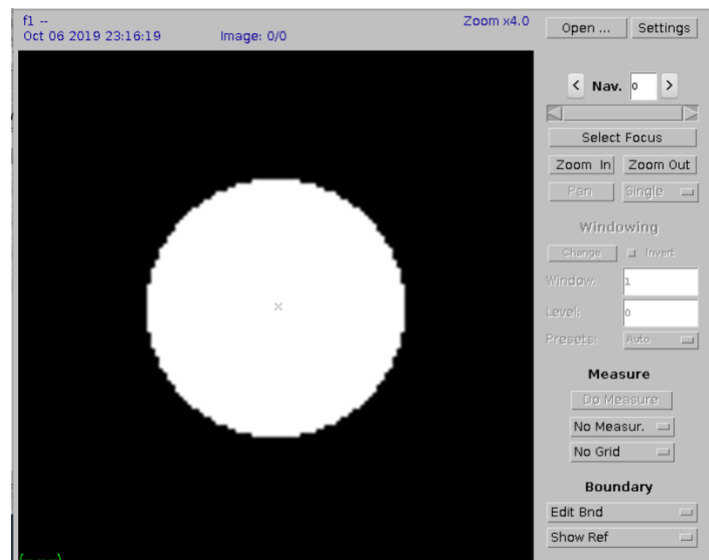 f1 --
Zoom x4.0
Oct 06 2019 23:16:19
Image: 0/0
Open ...
Settings
< Nav. 0 >
Select Focus
Zoom In
Zoom Out
Pan
Single
Windowing
Change
Invert
Window:
1
Level:
0
Presets:
Auto
Measure
Do Measure
No Measur.
No Grid
Boundary
Edit Bnd
Show Ref